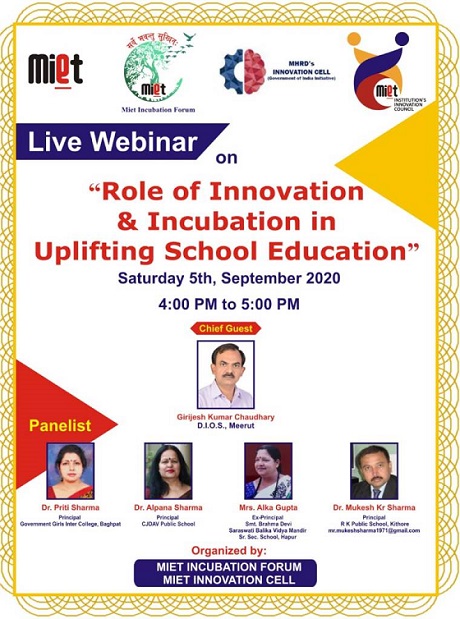 miet
सर्वे भवन्तु सुखिनः
miet
Miet Incubation Forum
MHRD's
INNOVATION CELL
(Government of India Initiative)
miet
INSTITUTION'S
INNOVATION
COUNCIL
Live Webinar
on
“Role of Innovation
& Incubation in
Uplifting School Education”
Saturday 5th, September 2020
4:00 PM to 5:00 PM
Chief Guest
Girijesh Kumar Chaudhary
D.I.O.S., Meerut
Panelist
Dr. Priti Sharma
Principal
Government Girls Inter College, Baghpat
Dr. Alpana Sharma
Principal
CJDAV Public School
Mrs. Alka Gupta
Ex-Principal
Smt. Brahma Devi
Saraswati Balika Vidya Mandir
Sr. Sec. School, Hapur
Dr. Mukesh Kr Sharma
Principal
R K Public School, Kithore
mr.mukeshsharma1971@gmail.com
Organized by:
MIET INCUBATION FORUM
MIET INNOVATION CELL